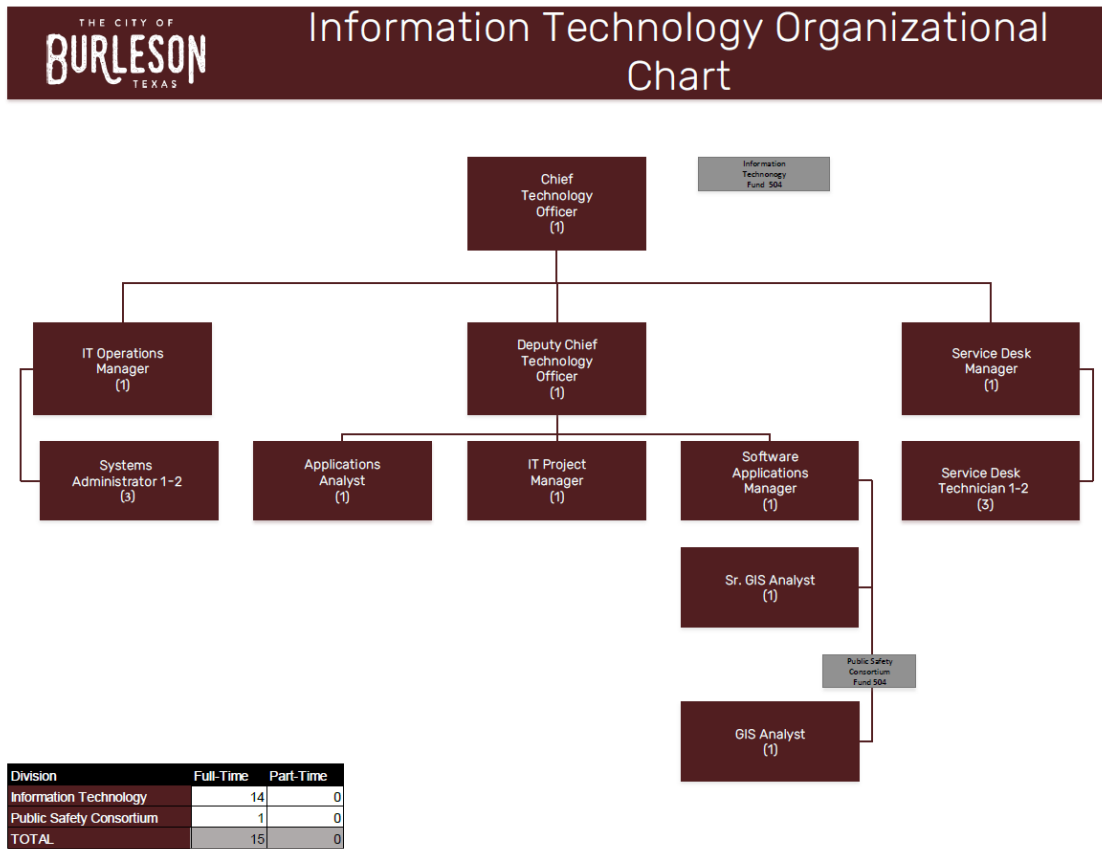 THE CITY OF
BURLESON
TEXAS
Information Technology Organizational
Chart
Chief
Technology
Officer
(1)
Information
Technonogy
Fund 504
IT Operations
Manager
(1)
Deputy Chief
Technology
Officer
(1)
Service Desk
Manager
(1)
Systems
Administrator 1-2
(3)
Applications
Analyst
(1)
IT Project
Manager
(1)
Software
Applications
Manager
(1)
Service Desk
Technician 1-2
(3)
Sr. GIS Analyst
(1)
Public Safety
Consortium
Fund 504
GIS Analyst
(1)
Division Full-Time Part-Time
Information Technology 14 0
Public Safety Consortium 1 0
TOTAL 15 0